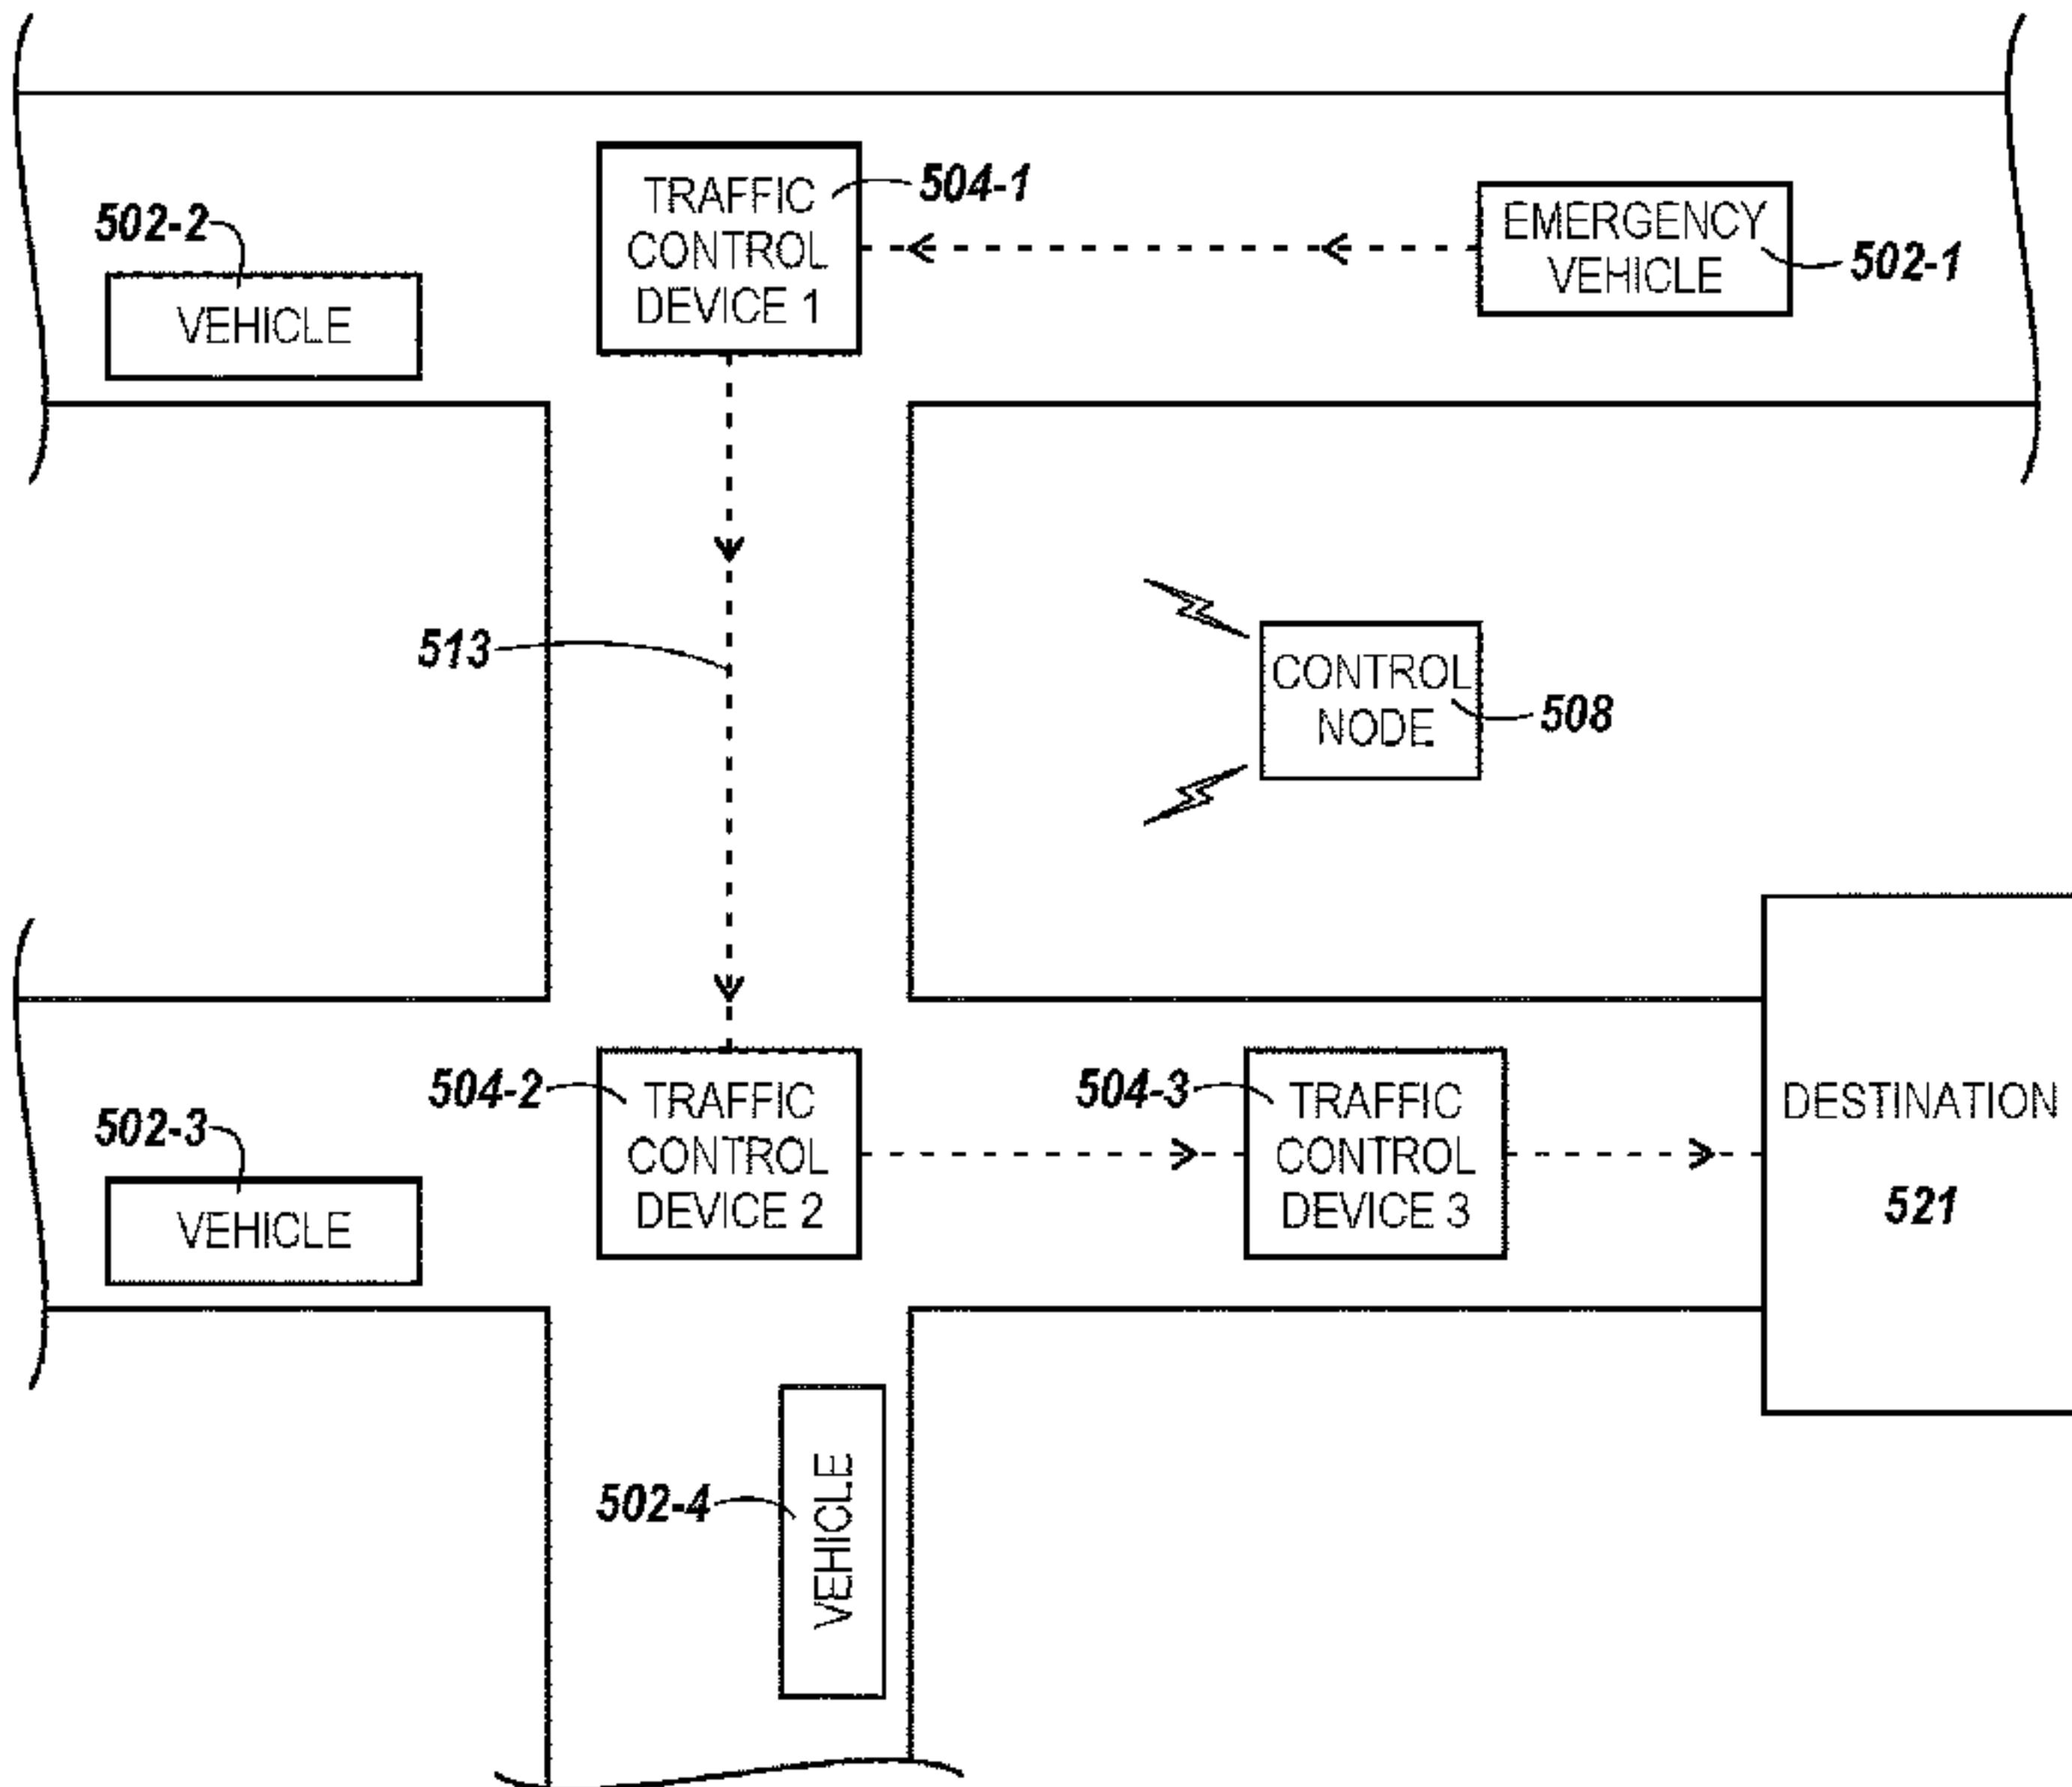 TRAFFIC
CONTROL
DEVICE 1
504-1
EMERGENCY
VEHICLE
502-1
502-2
VEHICLE
513
CONTROL
NODE
508
504-2
TRAFFIC
CONTROL
DEVICE 2
504-3
TRAFFIC
CONTROL
DEVICE 3
DESTINATION
521
502-3
VEHICLE
502-4
VEHICLE